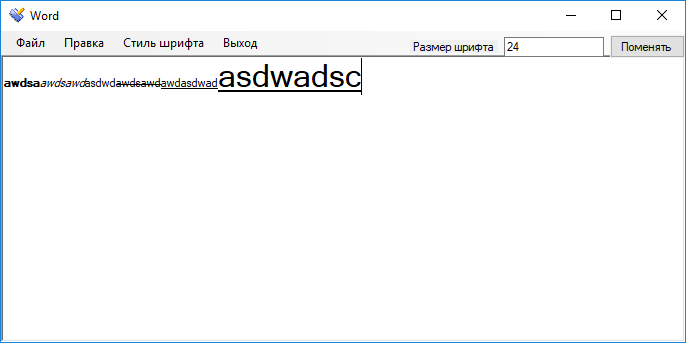 Word
Файл Правка Стиль шрифта Выход Размер шрифта 24 Поменять
awdsaawdsawdasdwdawdsawdawdasdwadasdwadsc